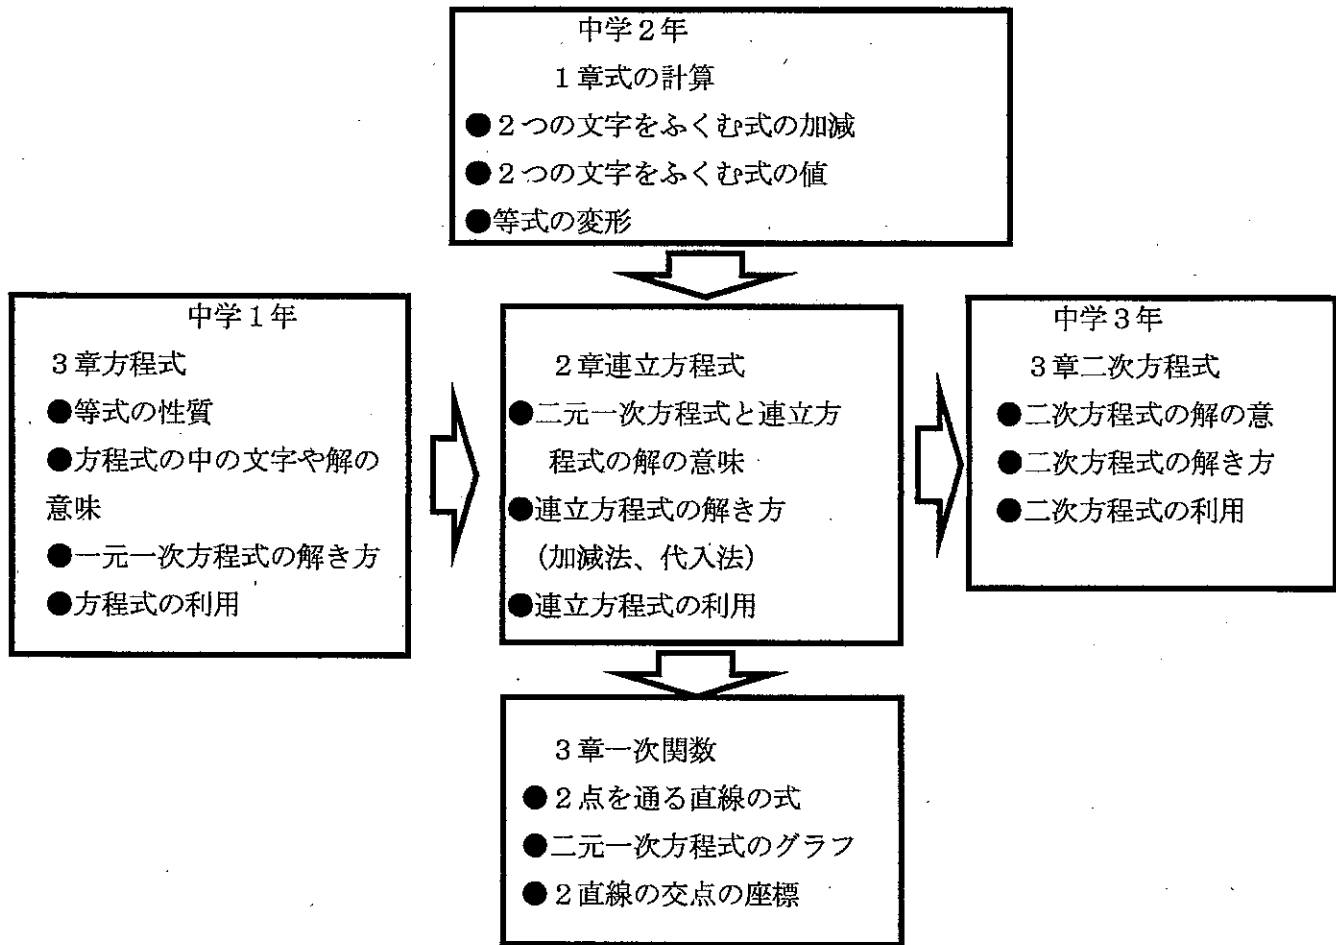 中学2年
1章式の計算
●2つの文字をふくむ式の加減
●2つの文字をふくむ式の値
●等式の変形
中学1年
3章方程式
●等式の性質
●方程式の中の文字や解の
意味
●一元一次方程式の解き方
●方程式の利用
2章連立方程式
●二元一次方程式と連立方
程式の解の意味
●連立方程式の解き方
(加減法、代入法)
●連立方程式の利用
中学3年
3章二次方程式
●二次方程式の解の意
●二次方程式の解き方
●二次方程式の利用
3章一次関数
●2点を通る直線の式
●二元一次方程式のグラフ
●2直線の交点の座標